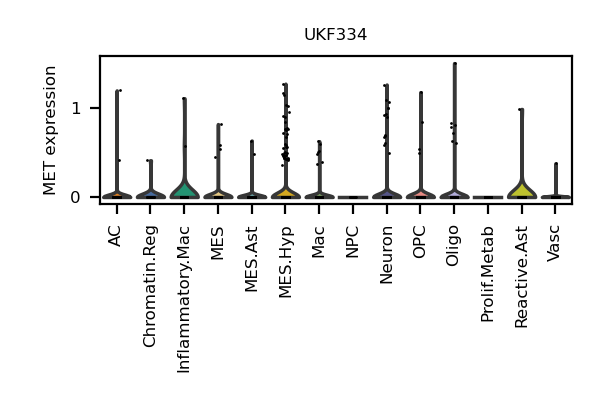 UKF334
MET expression
1
0
AC
Chromatin.Reg
Inflammatory.Mac
MES
MES.Ast
MES.Hyp
Mac
NPC
Neuron
OPC
Oligo
Prolif.Metab
Reactive.Ast
Vasc